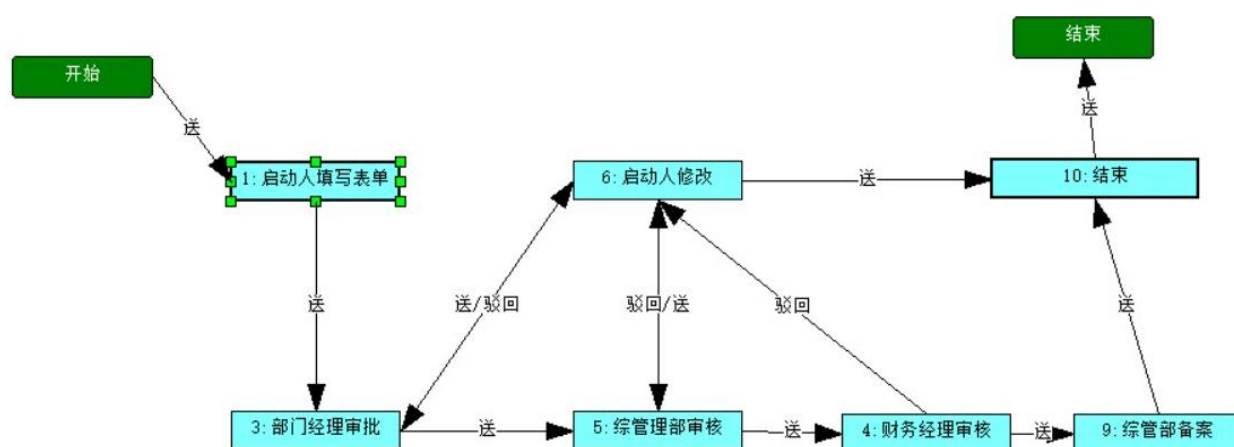 结束
开始
送
送
1:启动人填写表单
6:启动人修改
送
10:结束
送
送/驳回
驳回/送
驳回
送
3:部门经理审批
送
5:综管理部审核
送
4:财务经理审核
送
9:综管部备案